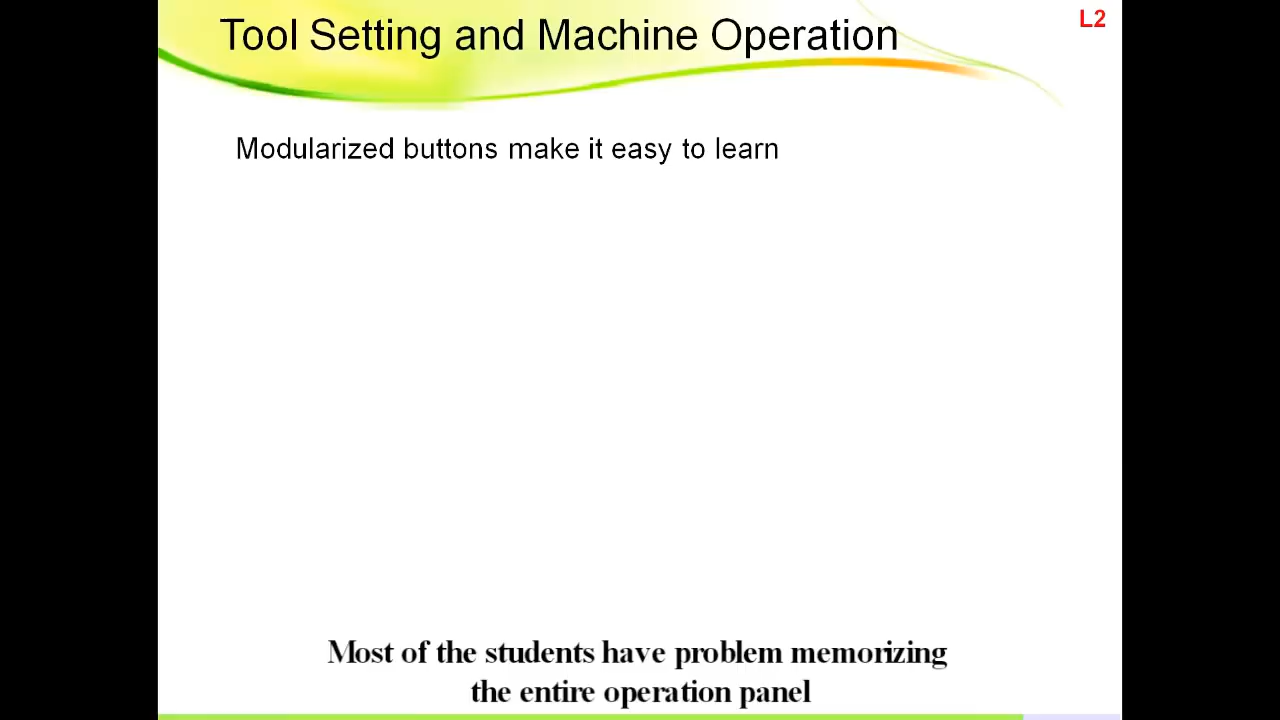 Tool Setting and Machine Operation
L2
Modularized buttons make it easy to learn
Most of the students have problem memorizing
the entire operation panel